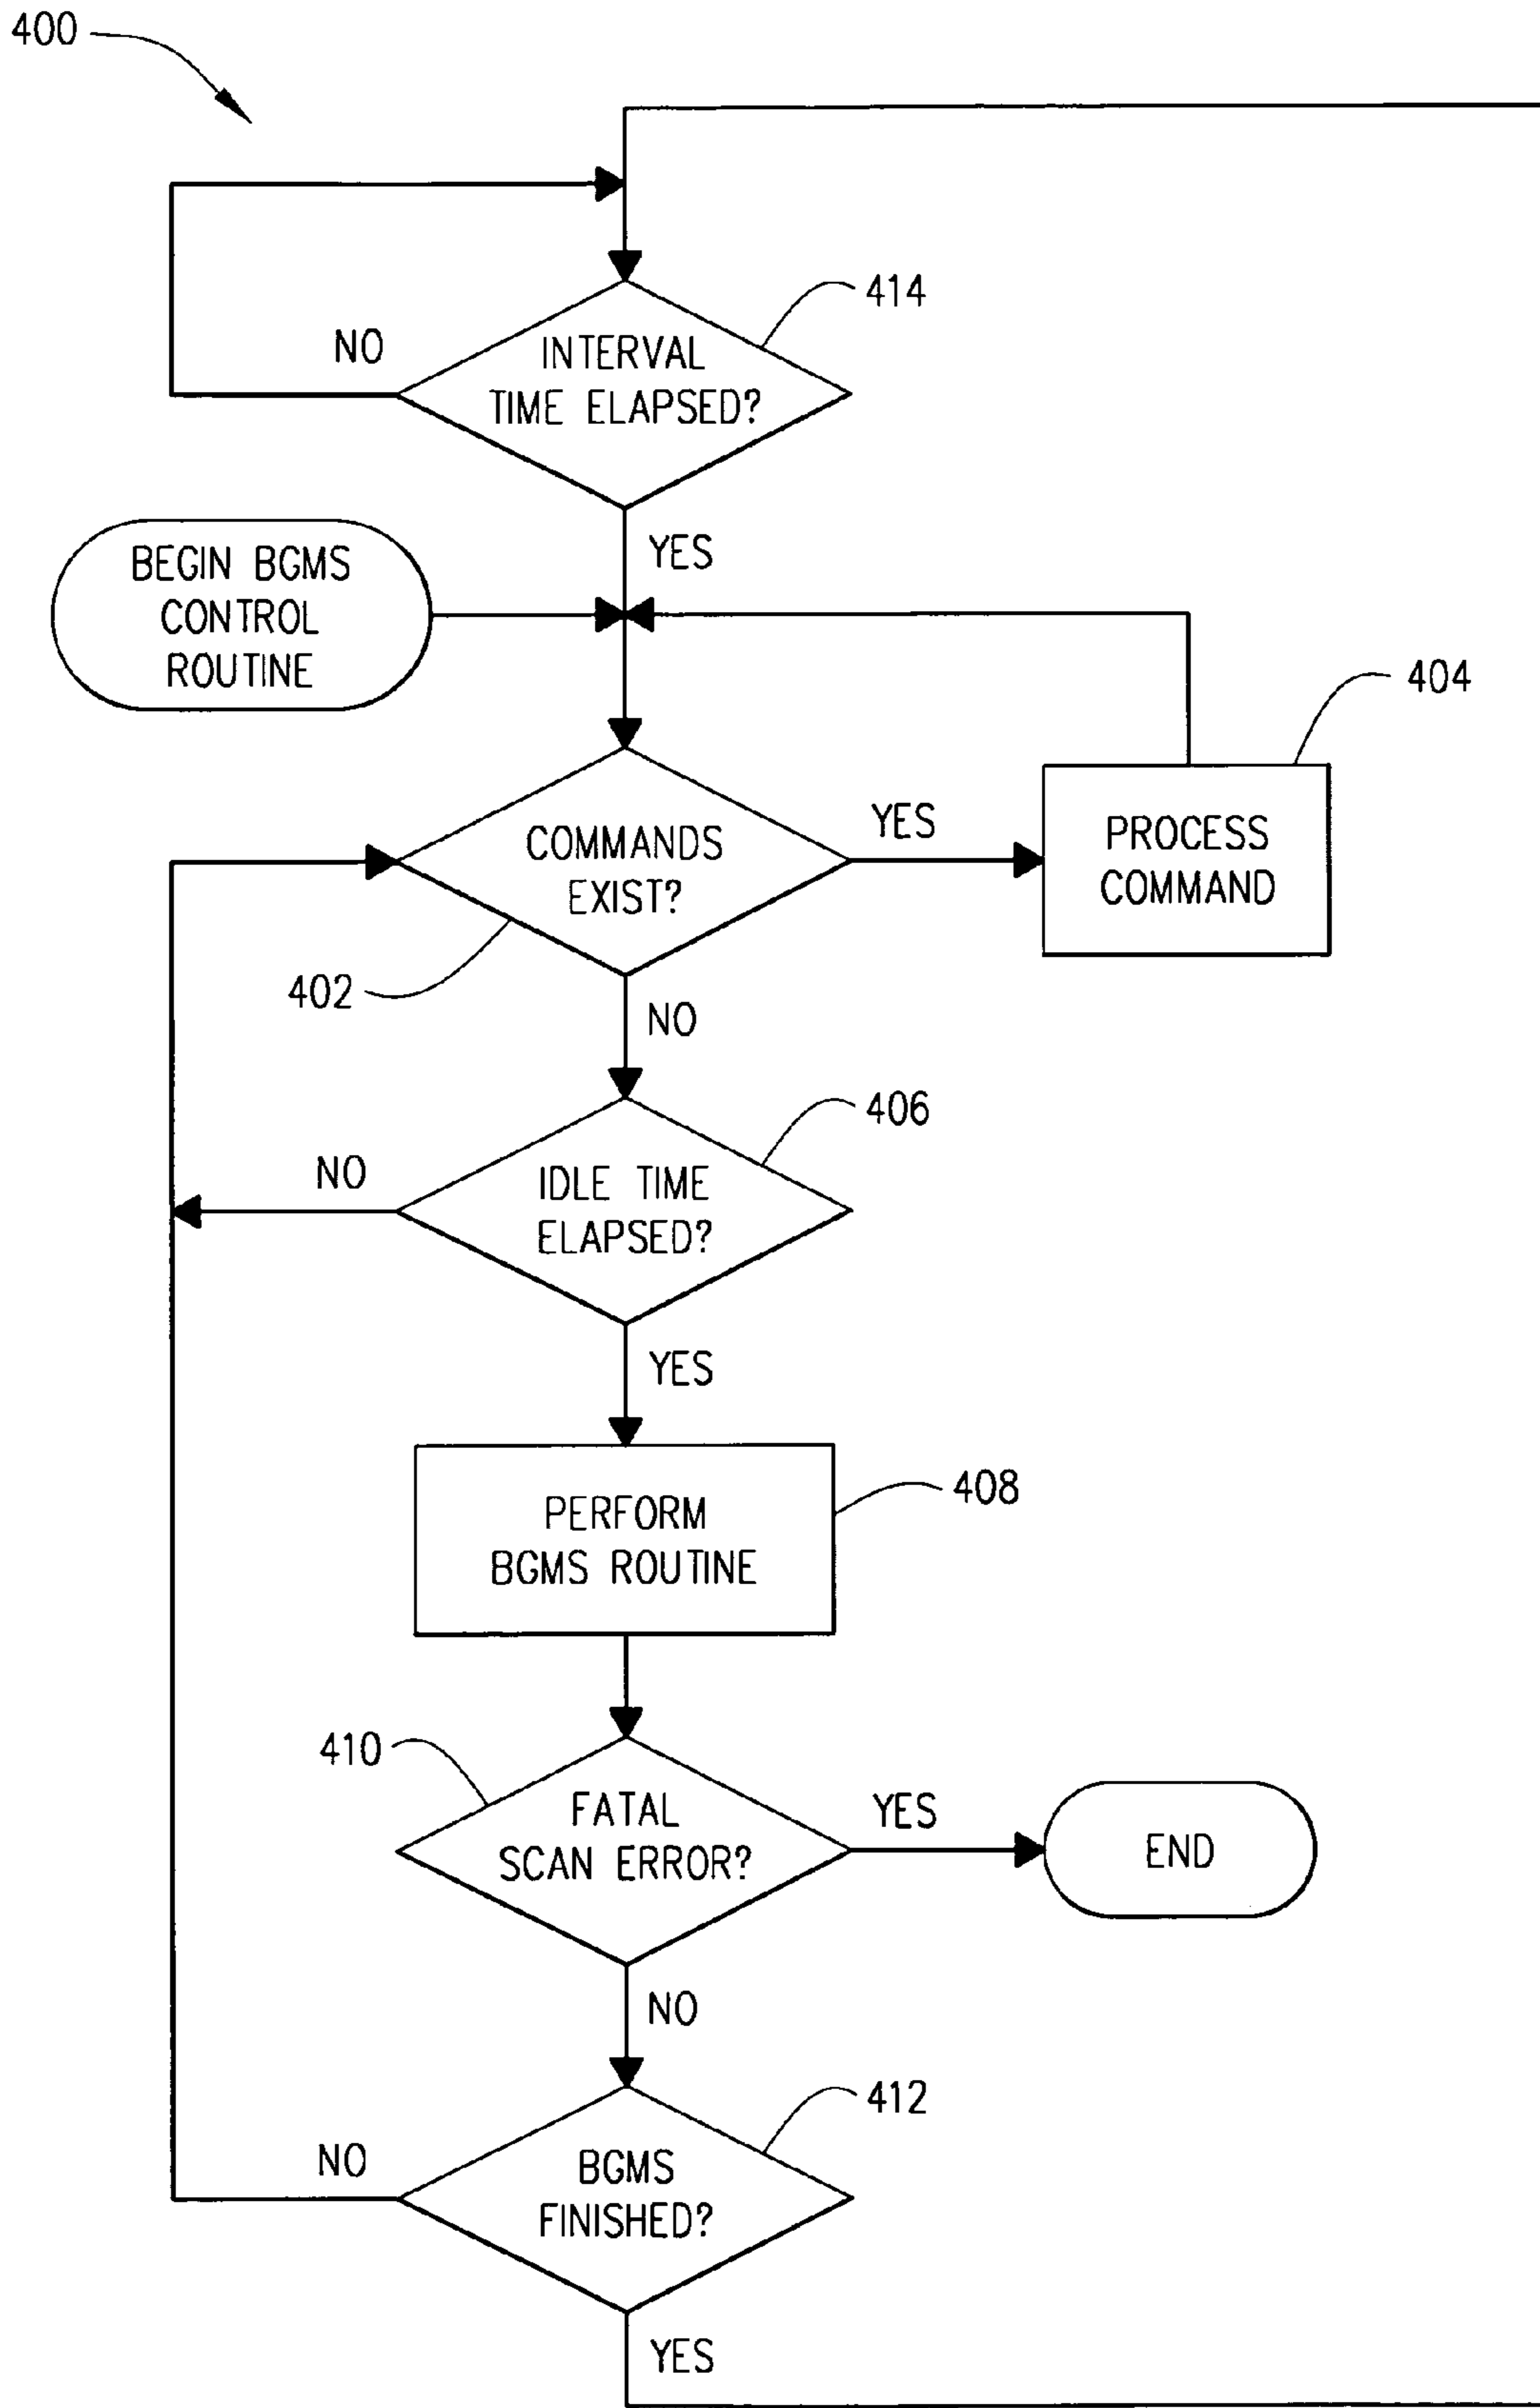 400
414
NO
INTERVAL
TIME ELAPSED?
YES
BEGIN BGMS
CONTROL
ROUTINE
404
YES
COMMANDS
EXIST?
PROCESS
COMMAND
402
NO
406
NO
IDLE TIME
ELAPSED?
YES
408
PERFORM
BGMS ROUTINE
410
YES
FATAL
SCAN ERROR?
END
NO
412
NO
BGMS
FINISHED?
YES